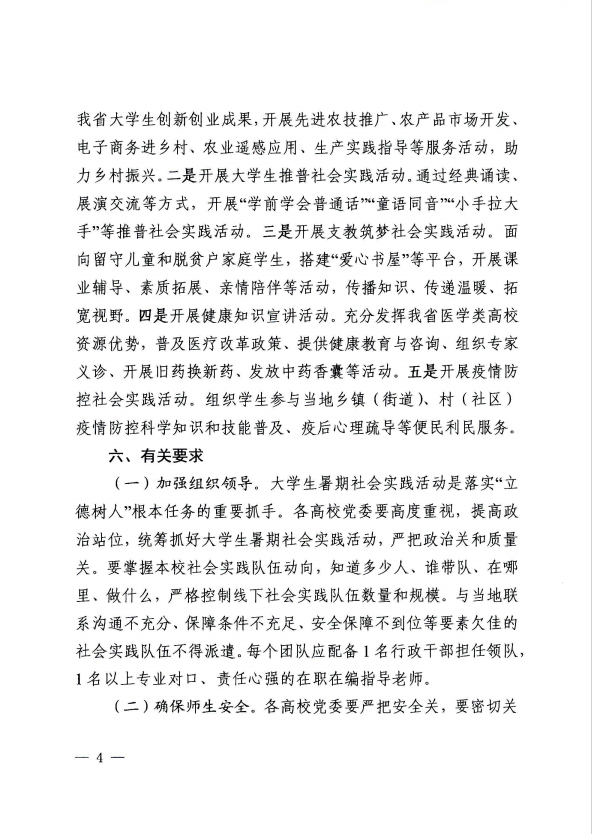 我省大学生创新创业成果，开展先进农技推广、农产品市场开发、
电子商务进乡村、农业遥感应用、生产实践指导等服务活动，助
力乡村振兴。二是开展大学生推普社会实践活动。通过经典诵读、
展演交流等方式，开展“学前学会普通话”“童语同音”“小手拉大
手”等推普社会实践活动。三是开展支教筑梦社会实践活动。面
向留守儿童和脱贫户家庭学生，搭建“爱心书屋”等平台，开展课
业辅导、素质拓展、亲情陪伴等活动，传播知识、传递温暖、拓
宽视野。四是开展健康知识宣讲活动。充分发挥我省医学类高校
资源优势，普及医疗改革政策、提供健康教育与咨询、组织专家
义诊、开展旧药换新药、发放中药香囊等活动。五是开展疫情防
控社会实践活动。组织学生参与当地乡镇（街道）、村（社区）
疫情防控科学知识和技能普及、疫后心理疏导等便民利民服务。
六、有关要求
（一）加强组织领导。大学生暑期社会实践活动是落实“立
德树人”根本任务的重要抓手。各高校党委要高度重视，提高政
治站位，统筹抓好大学生暑期社会实践活动，严把政治关和质量
关。要掌握本校社会实践队伍动向，知道多少人、谁带队、在哪
里、做什么，严格控制线下社会实践队伍数量和规模。与当地联
系沟通不充分、保障条件不充足、安全保障不到位等要素欠佳的
社会实践队伍不得派遣。每个团队应配备1名行政干部担任领队，
1名以上专业对口、责任心强的在职在编指导老师。
（二）确保师生安全。各高校党委要严把安全关，要密切关
— 4 —